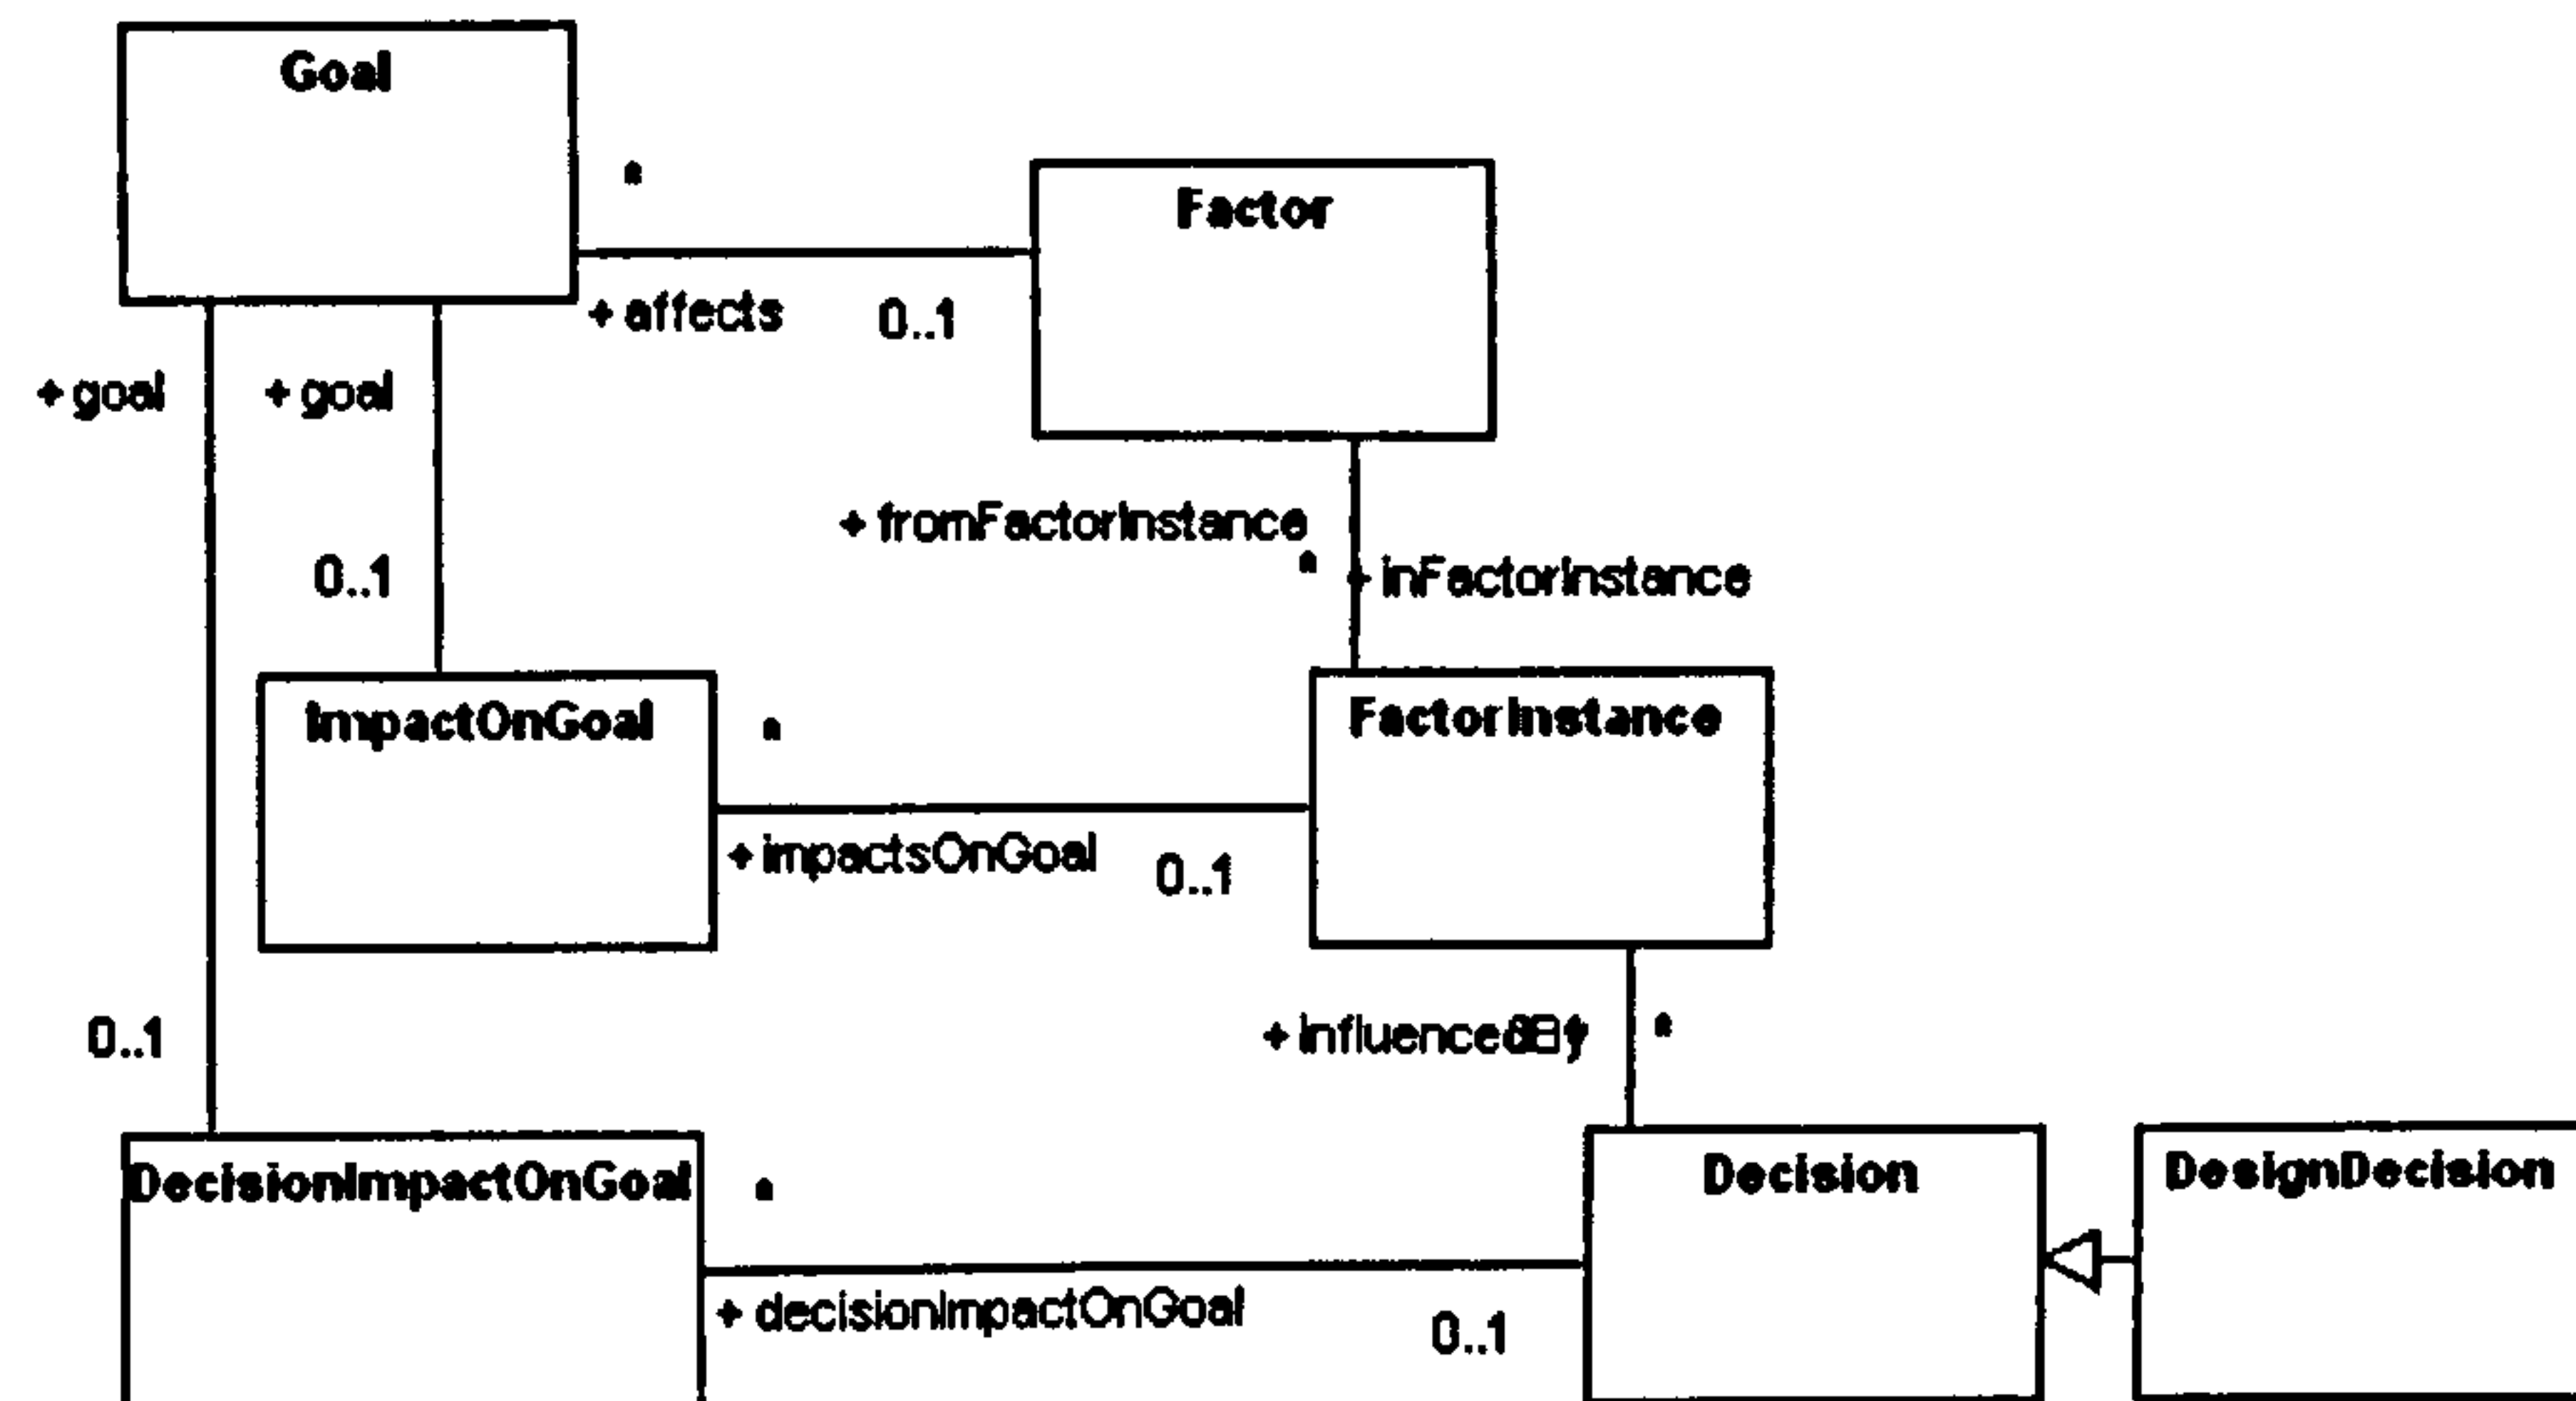 Goal
*
Factor
+ affects
0..1
+ goal
+ goal
+ fromFactorInstance
*
+ inFactorInstance
0..1
ImpactOnGoal
*
FactorInstance
+ impactsOnGoal
0..1
+ influencedBy
*
0..1
DecisionImpactOnGoal
*
Decision
DesignDecision
+ decisionImpactOnGoal
0..1